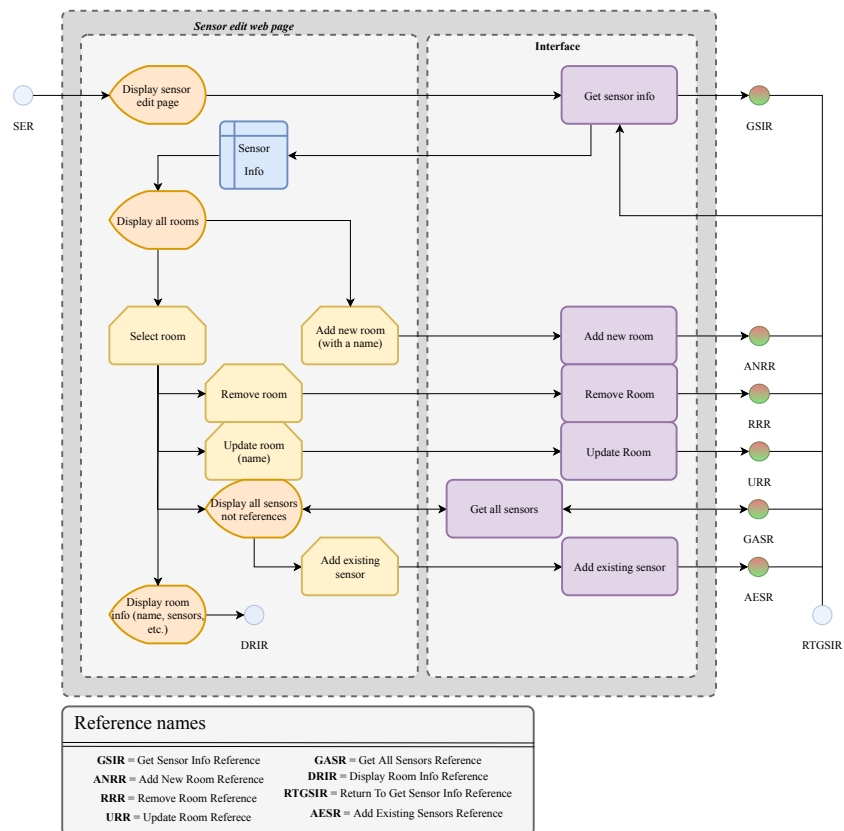 Sensor edit web page
Interface
Display sensor
edit page
Get sensor info
SER
GSIR
Sensor
Info
Display all rooms
Select room
Add new room
(with a name)
Add new room
ANRR
Remove room
Remove Room
RRR
Update room
(name)
Update Room
URR
Display all sensors
not references
Get all sensors
GASR
Add existing
sensor
Add existing sensor
AESR
Display room
info (name, sensors,
etc.)
DRIR
RTGSIR
Reference names
GSIR = Get Sensor Info Reference
ANRR = Add New Room Reference
RRR = Remove Room Reference
URR = Update Room Referece
GASR = Get All Sensors Reference
DRIR = Display Room Info Reference
RTGSIR = Return To Get Sensor Info Reference
AESR = Add Existing Sensors Reference